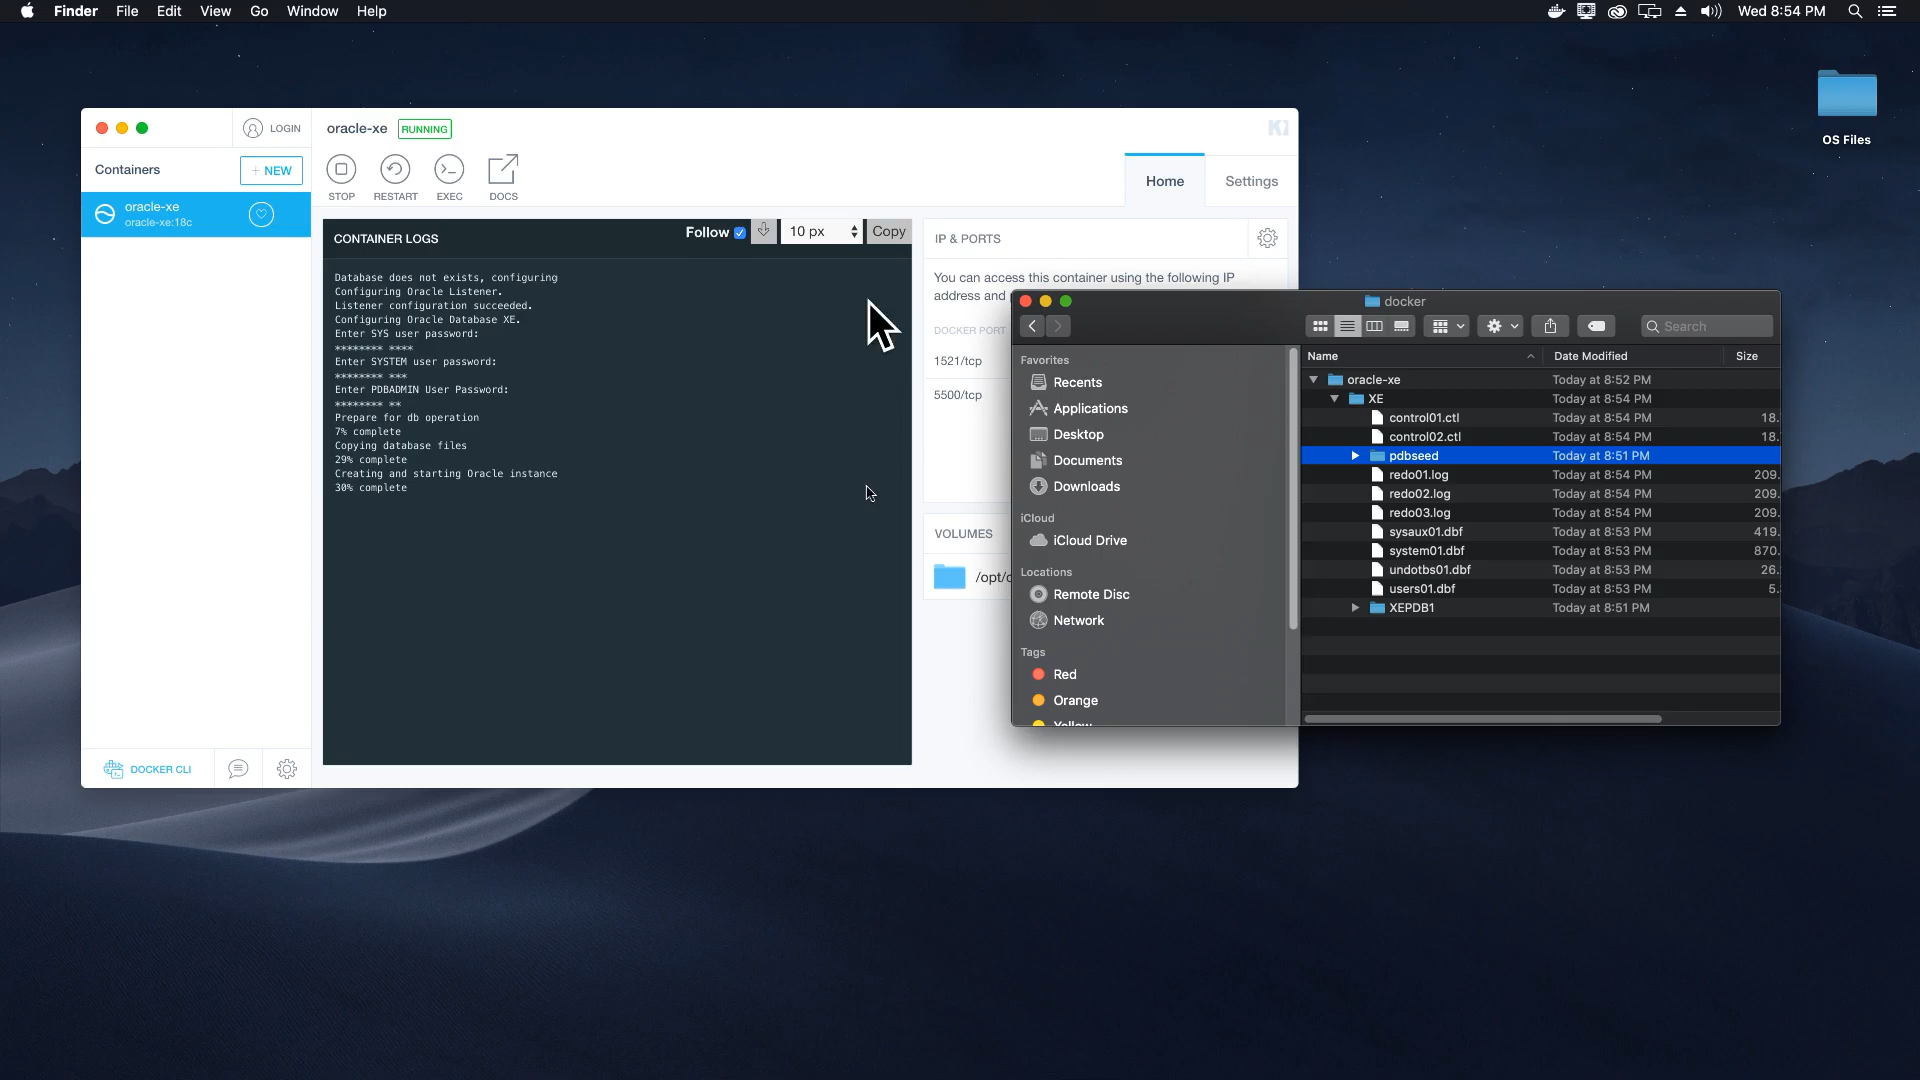 Finder File Edit View Go Window Help
Wed 8:54 PM
OS Files
LOGIN
oracle-xe RUNNING
Containers
+ NEW
STOP RESTART EXEC DOCS
Home Settings
oracle-xe
oracle-xe:18c
CONTAINER LOGS
Follow
10 px
Copy
Database does not exists, configuring
Configuring Oracle Listener.
Listener configuration succeeded.
Configuring Oracle Database XE.
Enter SYS user password:
******** ****
Enter SYSTEM user password:
******** ***
Enter PDBADMIN User Password:
******** **
Prepare for db operation
7% complete
Copying database files
29% complete
Creating and starting Oracle instance
30% complete
IP & PORTS
You can access this container using the following IP
address and
DOCKER PORT
1521/tcp
5500/tcp
VOLUMES
DOCKER CLI
docker
Search
Favorites
Recents
Applications
Desktop
Documents
Downloads
iCloud
iCloud Drive
Locations
Remote Disc
Network
Tags
Red
Orange
Yellow
Name Date Modified Size
oracle-xe Today at 8:52 PM
XE Today at 8:54 PM
control01.ctl Today at 8:54 PM 18.
control02.ctl Today at 8:54 PM 18.
pdbseed Today at 8:51 PM
redo01.log Today at 8:54 PM 209.
redo02.log Today at 8:54 PM 209.
redo03.log Today at 8:54 PM 209.
sysaux01.dbf Today at 8:53 PM 419.
system01.dbf Today at 8:53 PM 870.
undotbs01.dbf Today at 8:53 PM 26.
users01.dbf Today at 8:53 PM 5.
XEPDB1 Today at 8:51 PM